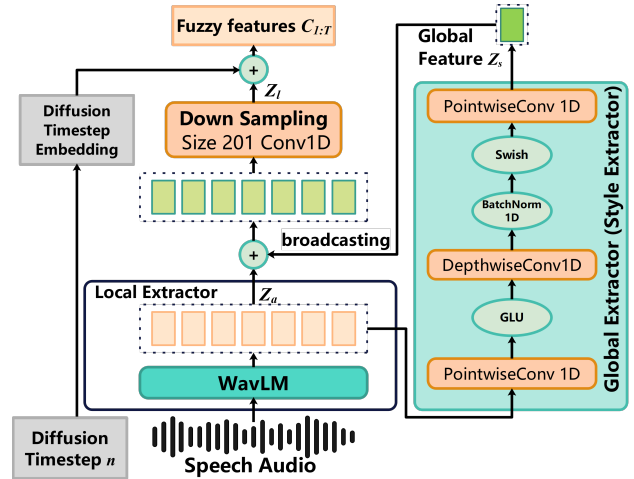 Fuzzy features C1:T
+
Zl
Diffusion
Timestep
Embedding
Down Sampling
Size 201 Conv1D
broadcasting
+
Local Extractor
Za
WavLM
Diffusion
Timestep n
Speech Audio
Global
Feature Zs
PointwiseConv 1D
Swish
BatchNorm
1D
DepthwiseConv1D
GLU
PointwiseConv 1D
Global Extractor (Style Extractor)